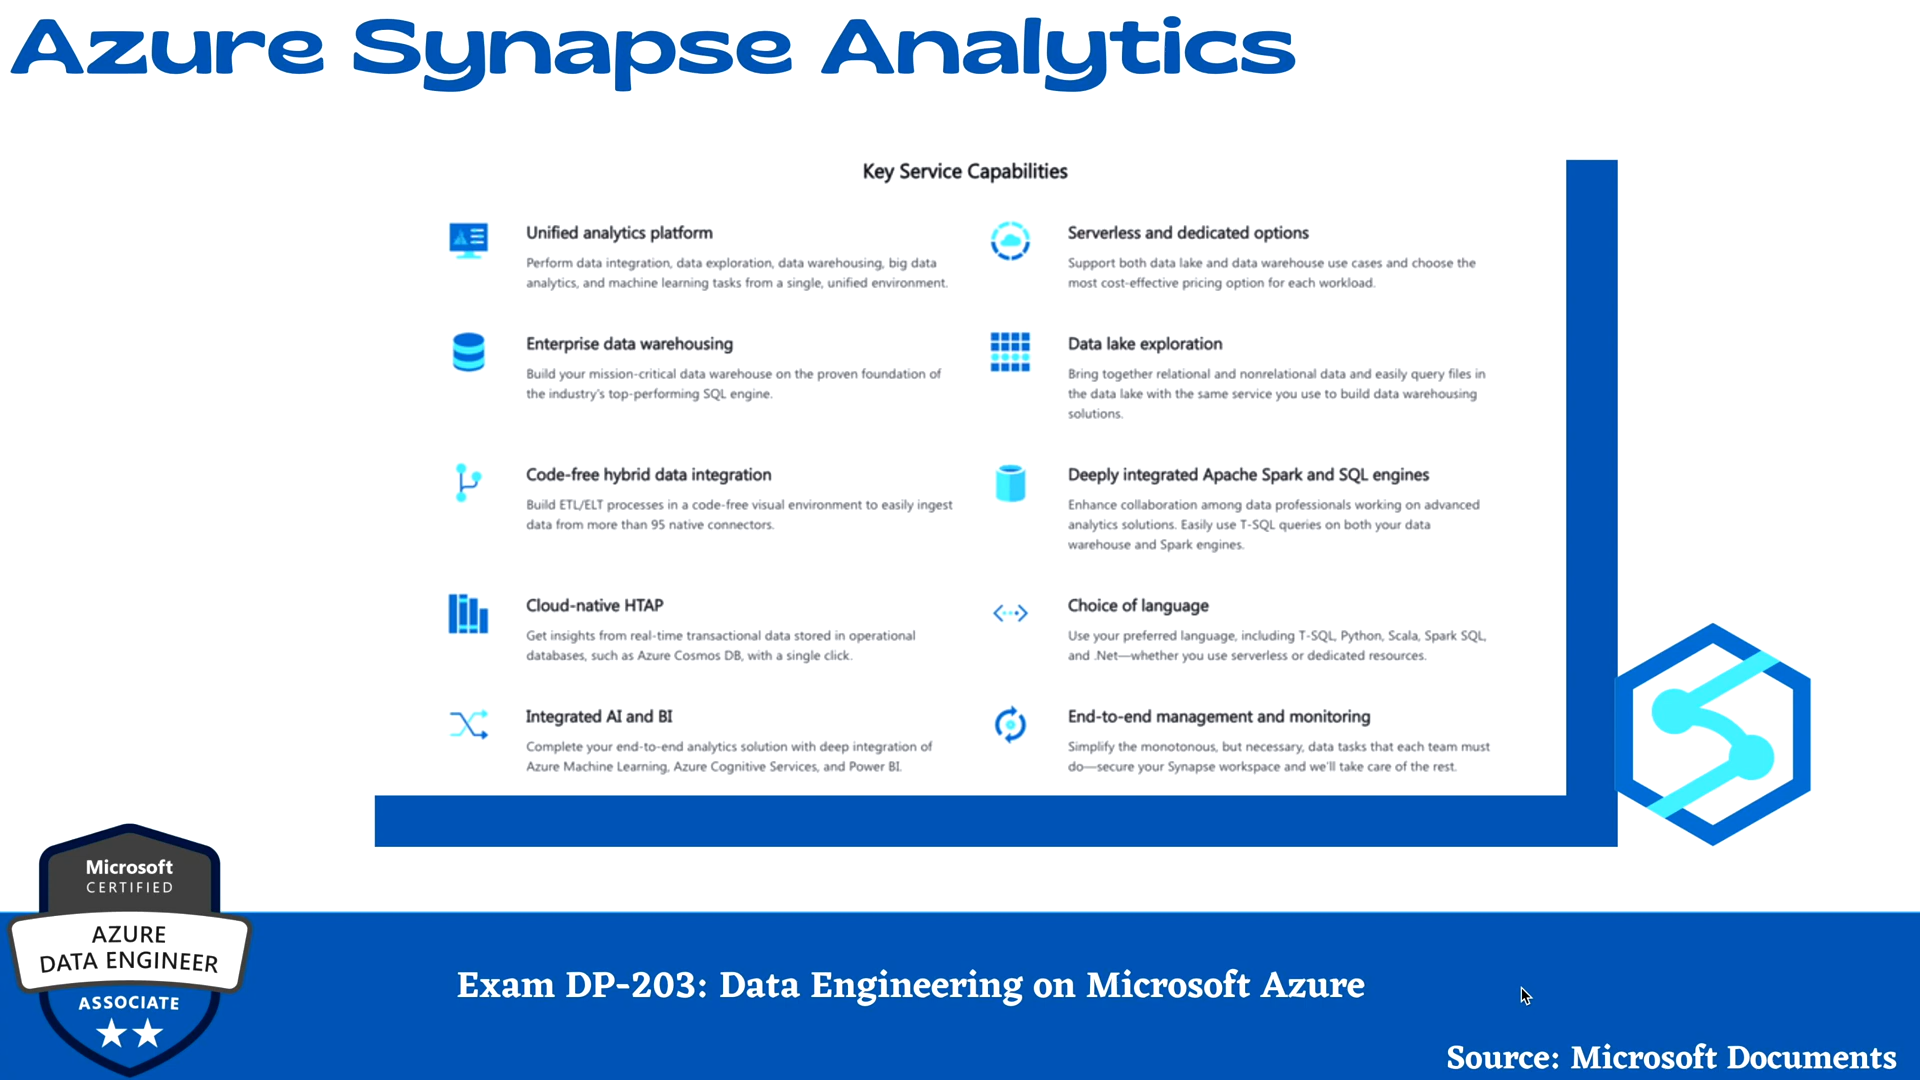 Azure Synapse Analytics
Key Service Capabilities
Unified analytics platform
Perform data integration, data exploration, data warehousing, big data
analytics, and machine learning tasks from a single, unified environment.
Serverless and dedicated options
Support both data lake and data warehouse use cases and choose the
most cost-effective pricing option for each workload.
Enterprise data warehousing
Build your mission-critical data warehouse on the proven foundation of
the industry's top-performing SQL engine.
Data lake exploration
Bring together relational and nonrelational data and easily query files in
the data lake with the same service you use to build data warehousing
solutions.
Code-free hybrid data integration
Build ETL/ELT processes in a code-free visual environment to easily ingest
data from more than 95 native connectors.
Deeply integrated Apache Spark and SQL engines
Enhance collaboration among data professionals working on advanced
analytics solutions. Easily use T-SQL queries on both your data
warehouse and Spark engines.
Cloud-native HTAP
Get insights from real-time transactional data stored in operational
databases, such as Azure Cosmos DB, with a single click.
Choice of language
Use your preferred language, including T-SQL, Python, Scala, Spark SQL,
and .Net—whether you use serverless or dedicated resources.
Integrated AI and BI
Complete your end-to-end analytics solution with deep integration of
Azure Machine Learning, Azure Cognitive Services, and Power BI.
End-to-end management and monitoring
Simplify the monotonous, but necessary, data tasks that each team must
do—secure your Synapse workspace and we'll take care of the rest.
Microsoft
CERTIFIED
AZURE
DATA ENGINEER
ASSOCIATE
Exam DP-203: Data Engineering on Microsoft Azure
Source: Microsoft Documents